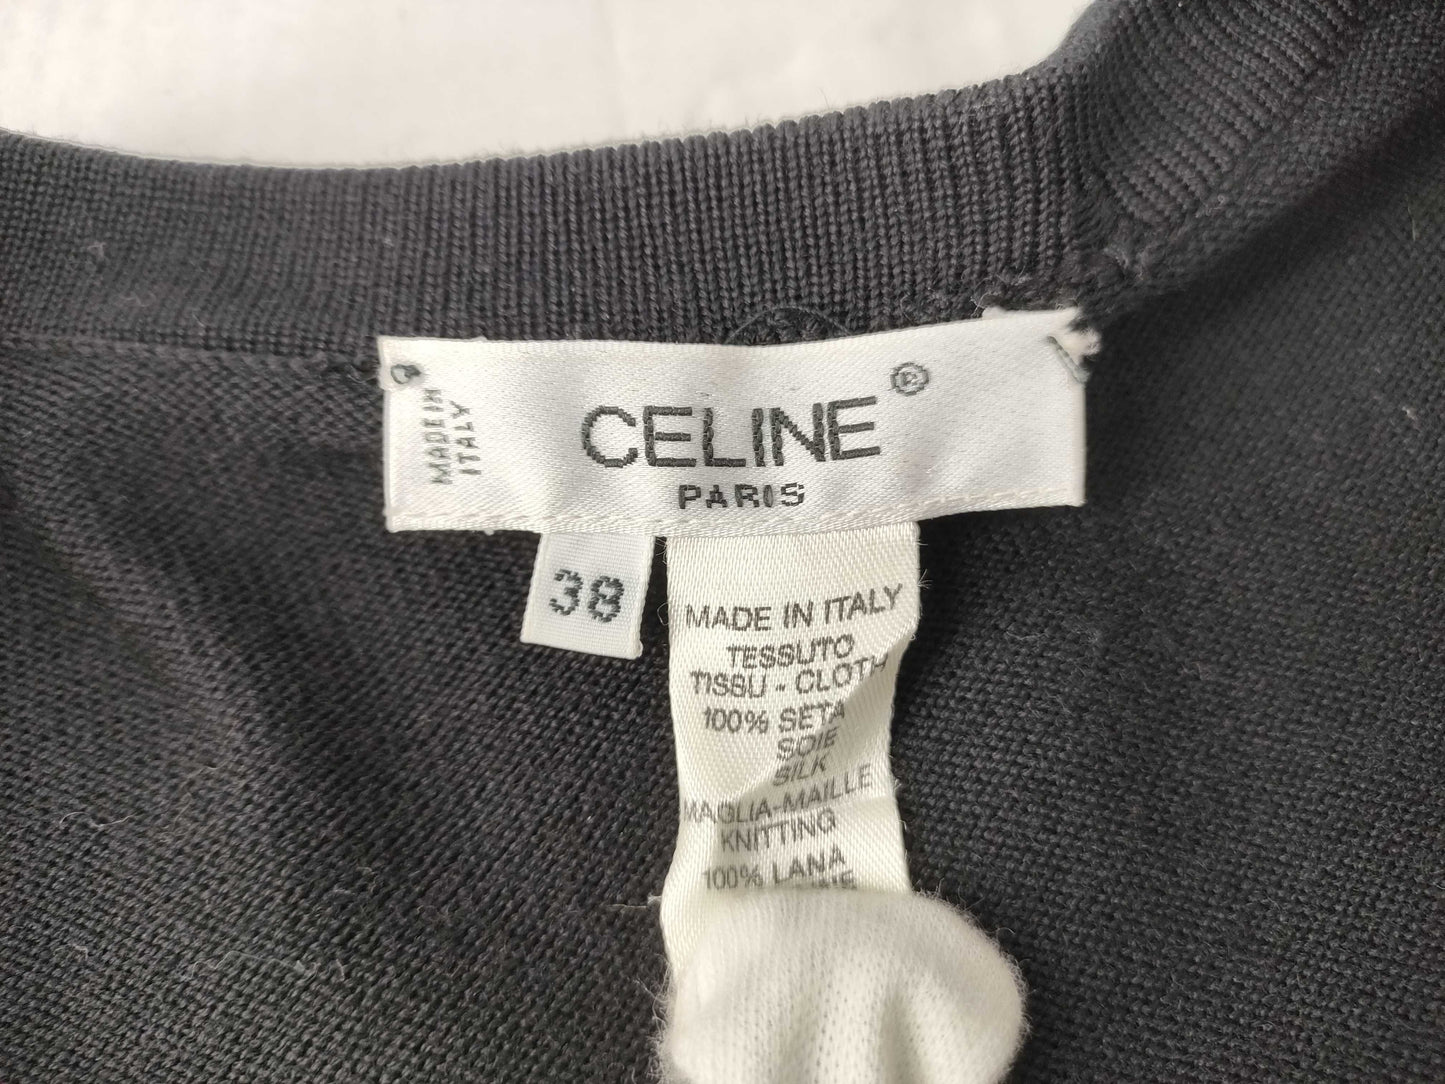 MADE IN
ITALY
CELINE®
PARIS
38
MADE IN ITALY
TESSUTO
TISSU - CLOTH
100% SETA
SOIE
SILK
MAGLIA-MAILLE
KNITTING
100% LANA